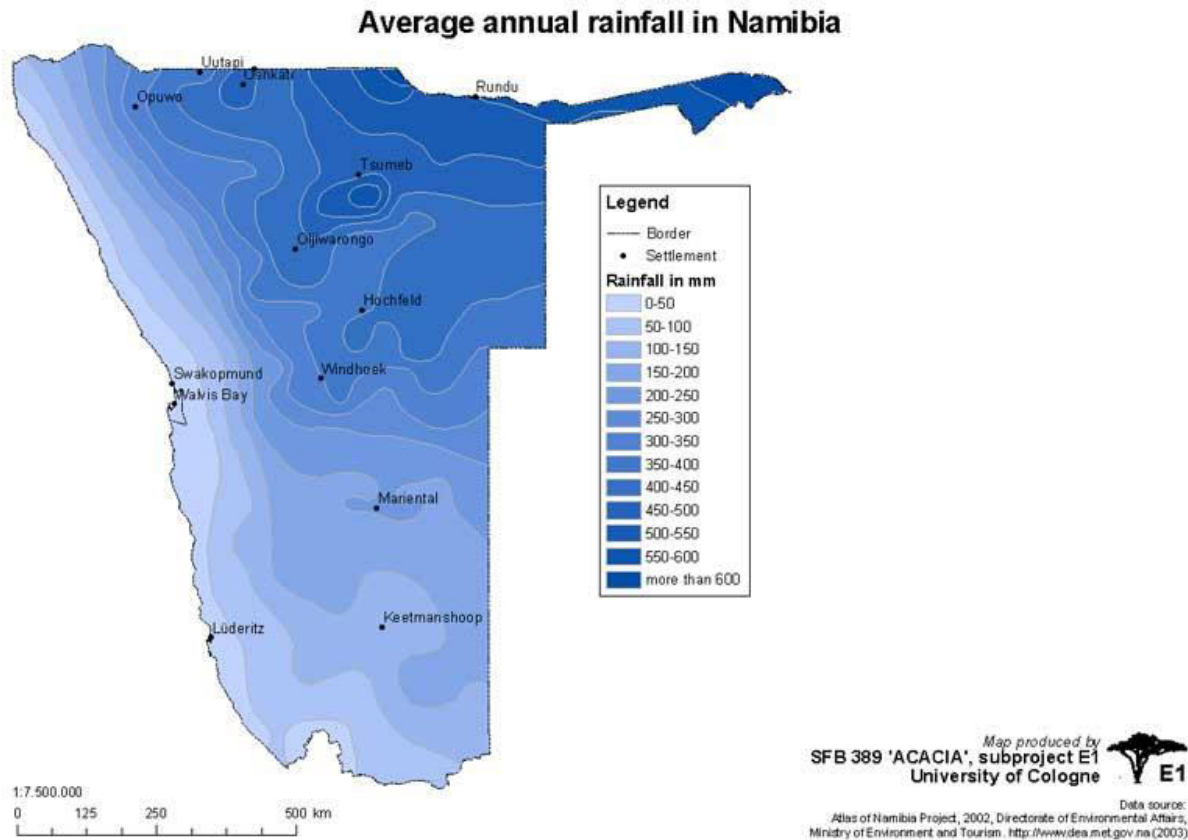 Average annual rainfall in Namibia
Uutapi
Oshkati
Rundu
Opuwo
Tsumeb
Otjiwarongo
Hochfeld
Windhoek
Swakopmund
Walvis Bay
Mariental
Keetmanshoop
Lüderitz
Legend
Border
Settlement
Rainfall in mm
0-50
50-100
100-150
150-200
200-250
250-300
300-350
350-400
400-450
450-500
500-550
550-600
more than 600
1:7.500.000
0 125 250 500 km
Map produced by
SFB 389 'ACACIA', subproject E1
University of Cologne
E1
Data source:
Atlas of Namibia Project, 2002, Directorate of Environmental Affairs,
Ministry of Environment and Tourism. http://www.dea.met.gov.na (2003)